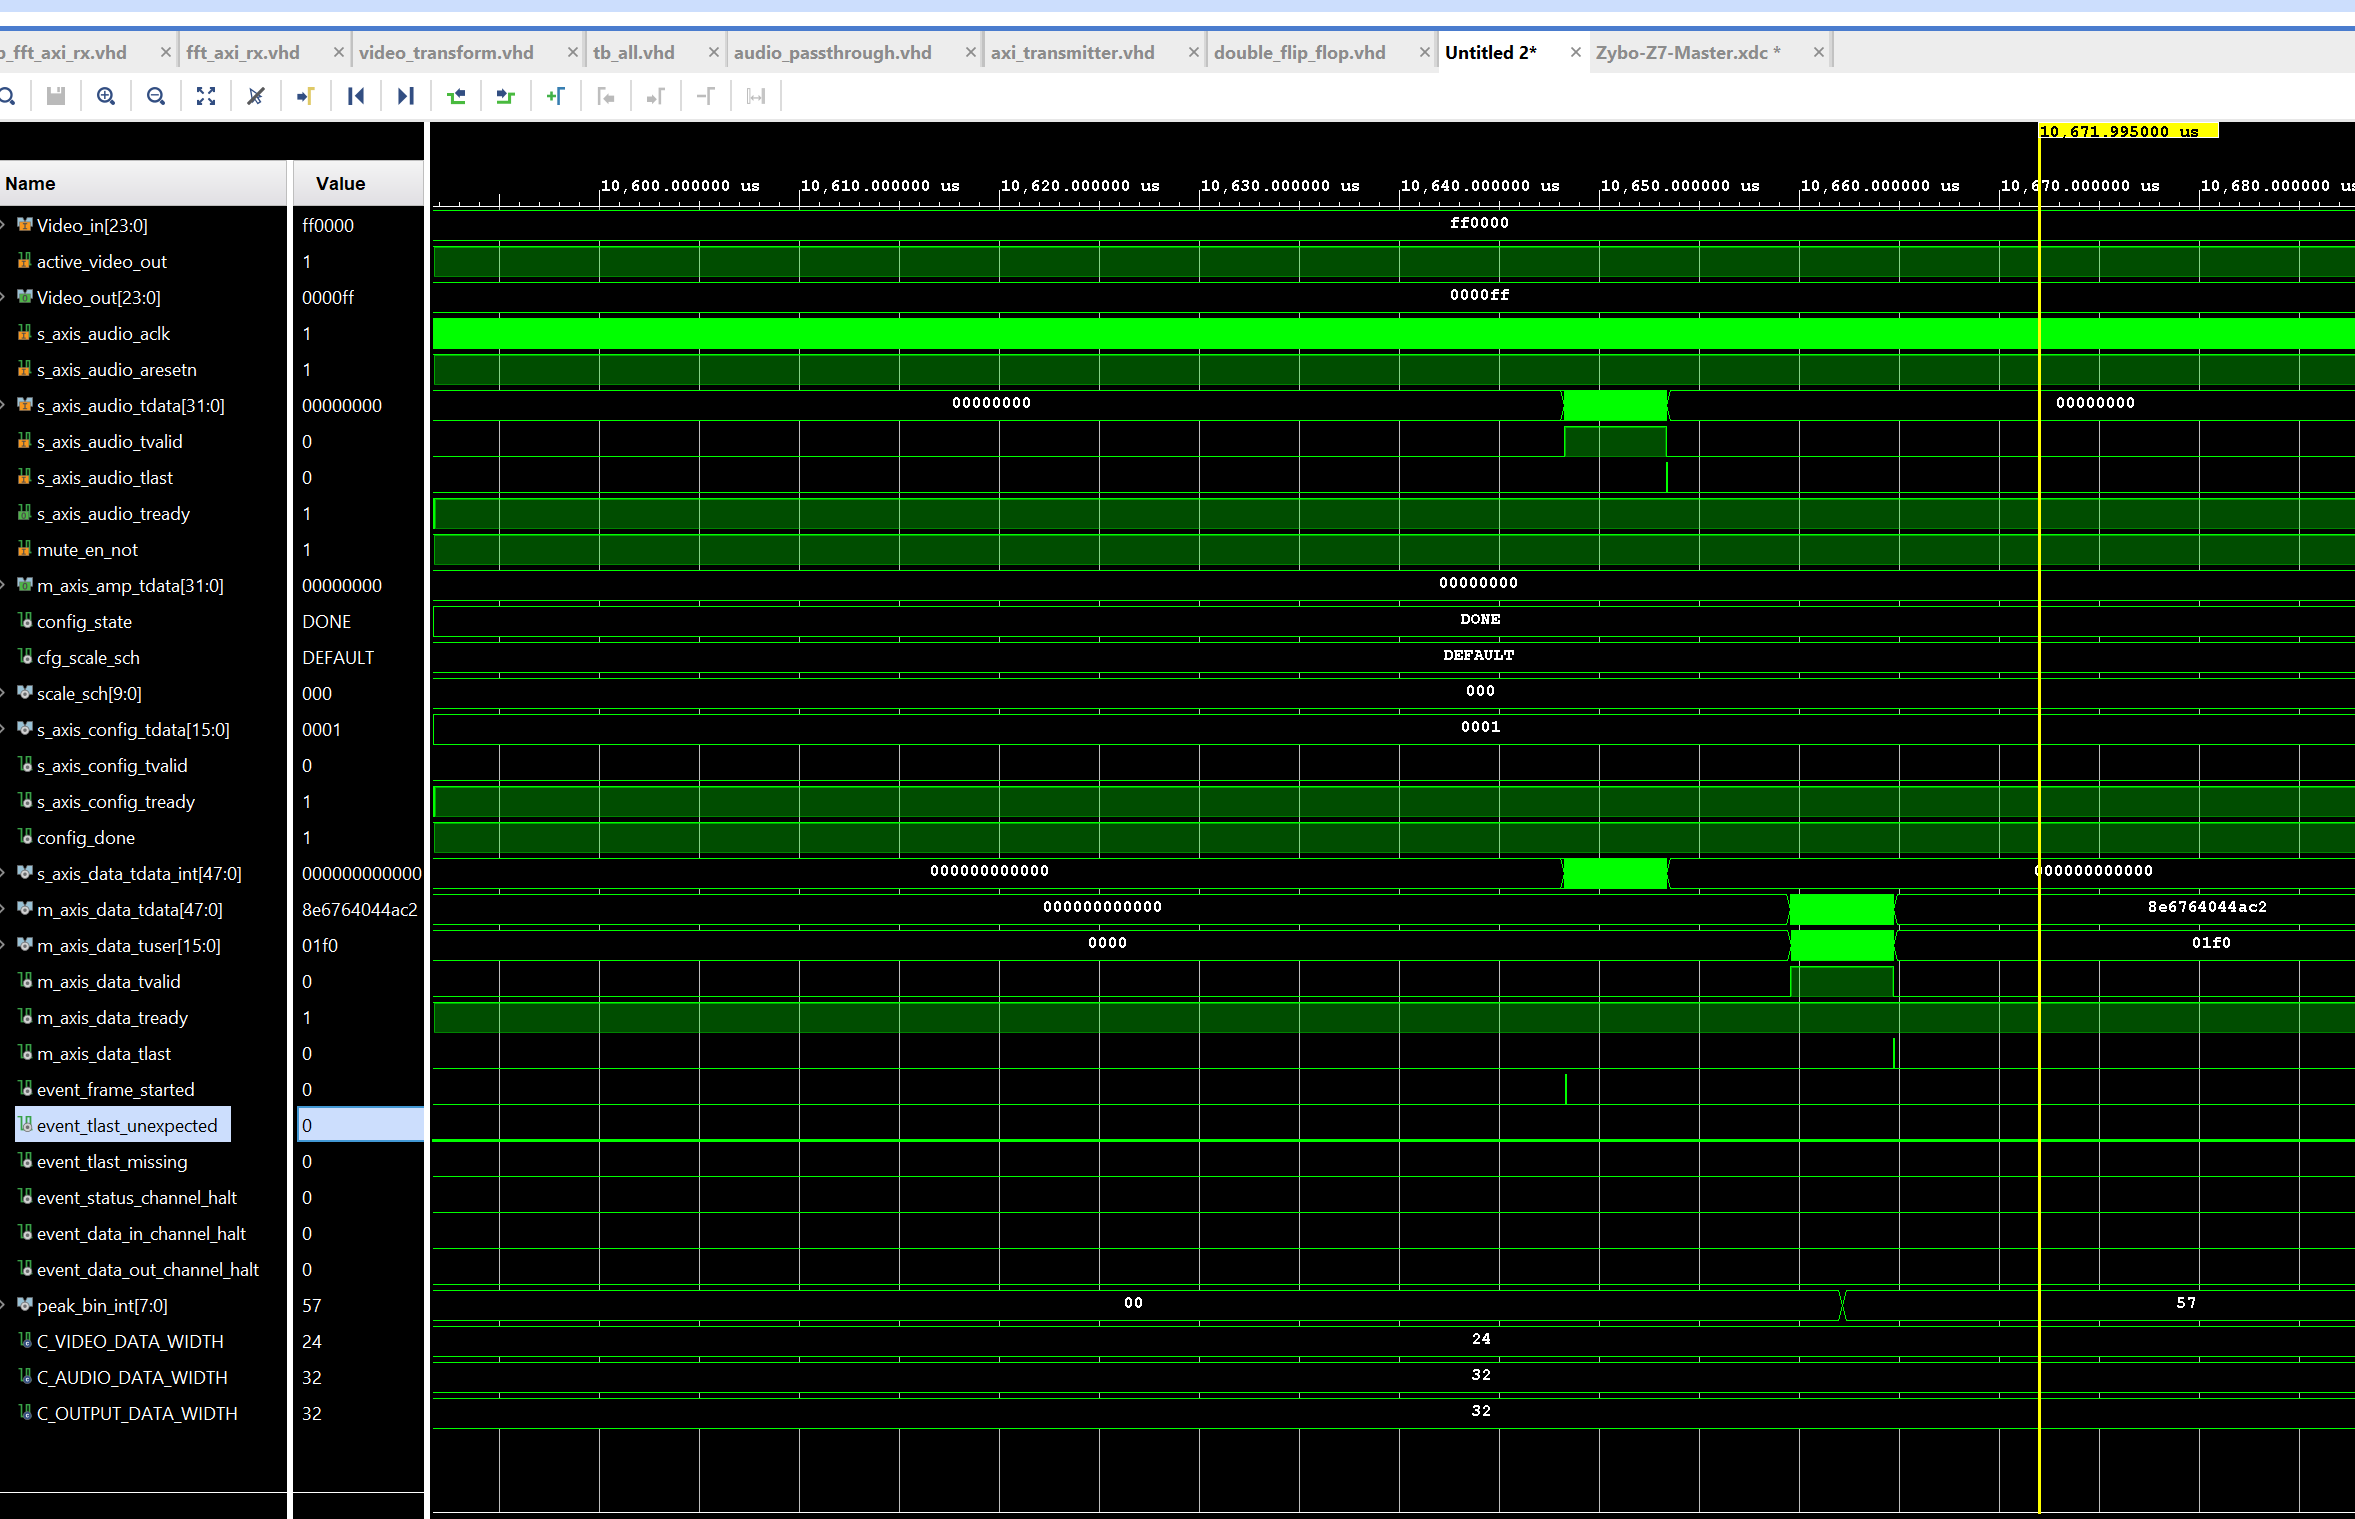 p_fft_axi_rx.vhd × fft_axi_rx.vhd × video_transform.vhd × tb_all.vhd × audio_passthrough.vhd × axi_transmitter.vhd × double_flip_flop.vhd × Untitled 2* × Zybo-Z7-Master.xdc * ×
10,671.995000 us
Name Value 10,600.000000 us 10,610.000000 us 10,620.000000 us 10,630.000000 us 10,640.000000 us 10,650.000000 us 10,660.000000 us 10,670.000000 us 10,680.000000 us
Video_in[23:0] ff0000 ff0000
active_video_out 1
Video_out[23:0] 0000ff 0000ff
s_axis_audio_aclk 1
s_axis_audio_aresetn 1
s_axis_audio_tdata[31:0] 00000000 00000000 00000000
s_axis_audio_tvalid 0
s_axis_audio_tlast 0
s_axis_audio_tready 1
mute_en_not 1
m_axis_amp_tdata[31:0] 00000000 00000000
config_state DONE DONE
cfg_scale_sch DEFAULT DEFAULT
scale_sch[9:0] 000 000
s_axis_config_tdata[15:0] 0001 0001
s_axis_config_tvalid 0
s_axis_config_tready 1
config_done 1
s_axis_data_tdata_int[47:0] 000000000000 000000000000 000000000000
m_axis_data_tdata[47:0] 8e6764044ac2 000000000000 8e6764044ac2
m_axis_data_tuser[15:0] 01f0 0000 01f0
m_axis_data_tvalid 0
m_axis_data_tready 1
m_axis_data_tlast 0
event_frame_started 0
event_tlast_unexpected 0
event_tlast_missing 0
event_status_channel_halt 0
event_data_in_channel_halt 0
event_data_out_channel_halt 0
peak_bin_int[7:0] 57 00 57
C_VIDEO_DATA_WIDTH 24 24
C_AUDIO_DATA_WIDTH 32 32
C_OUTPUT_DATA_WIDTH 32 32